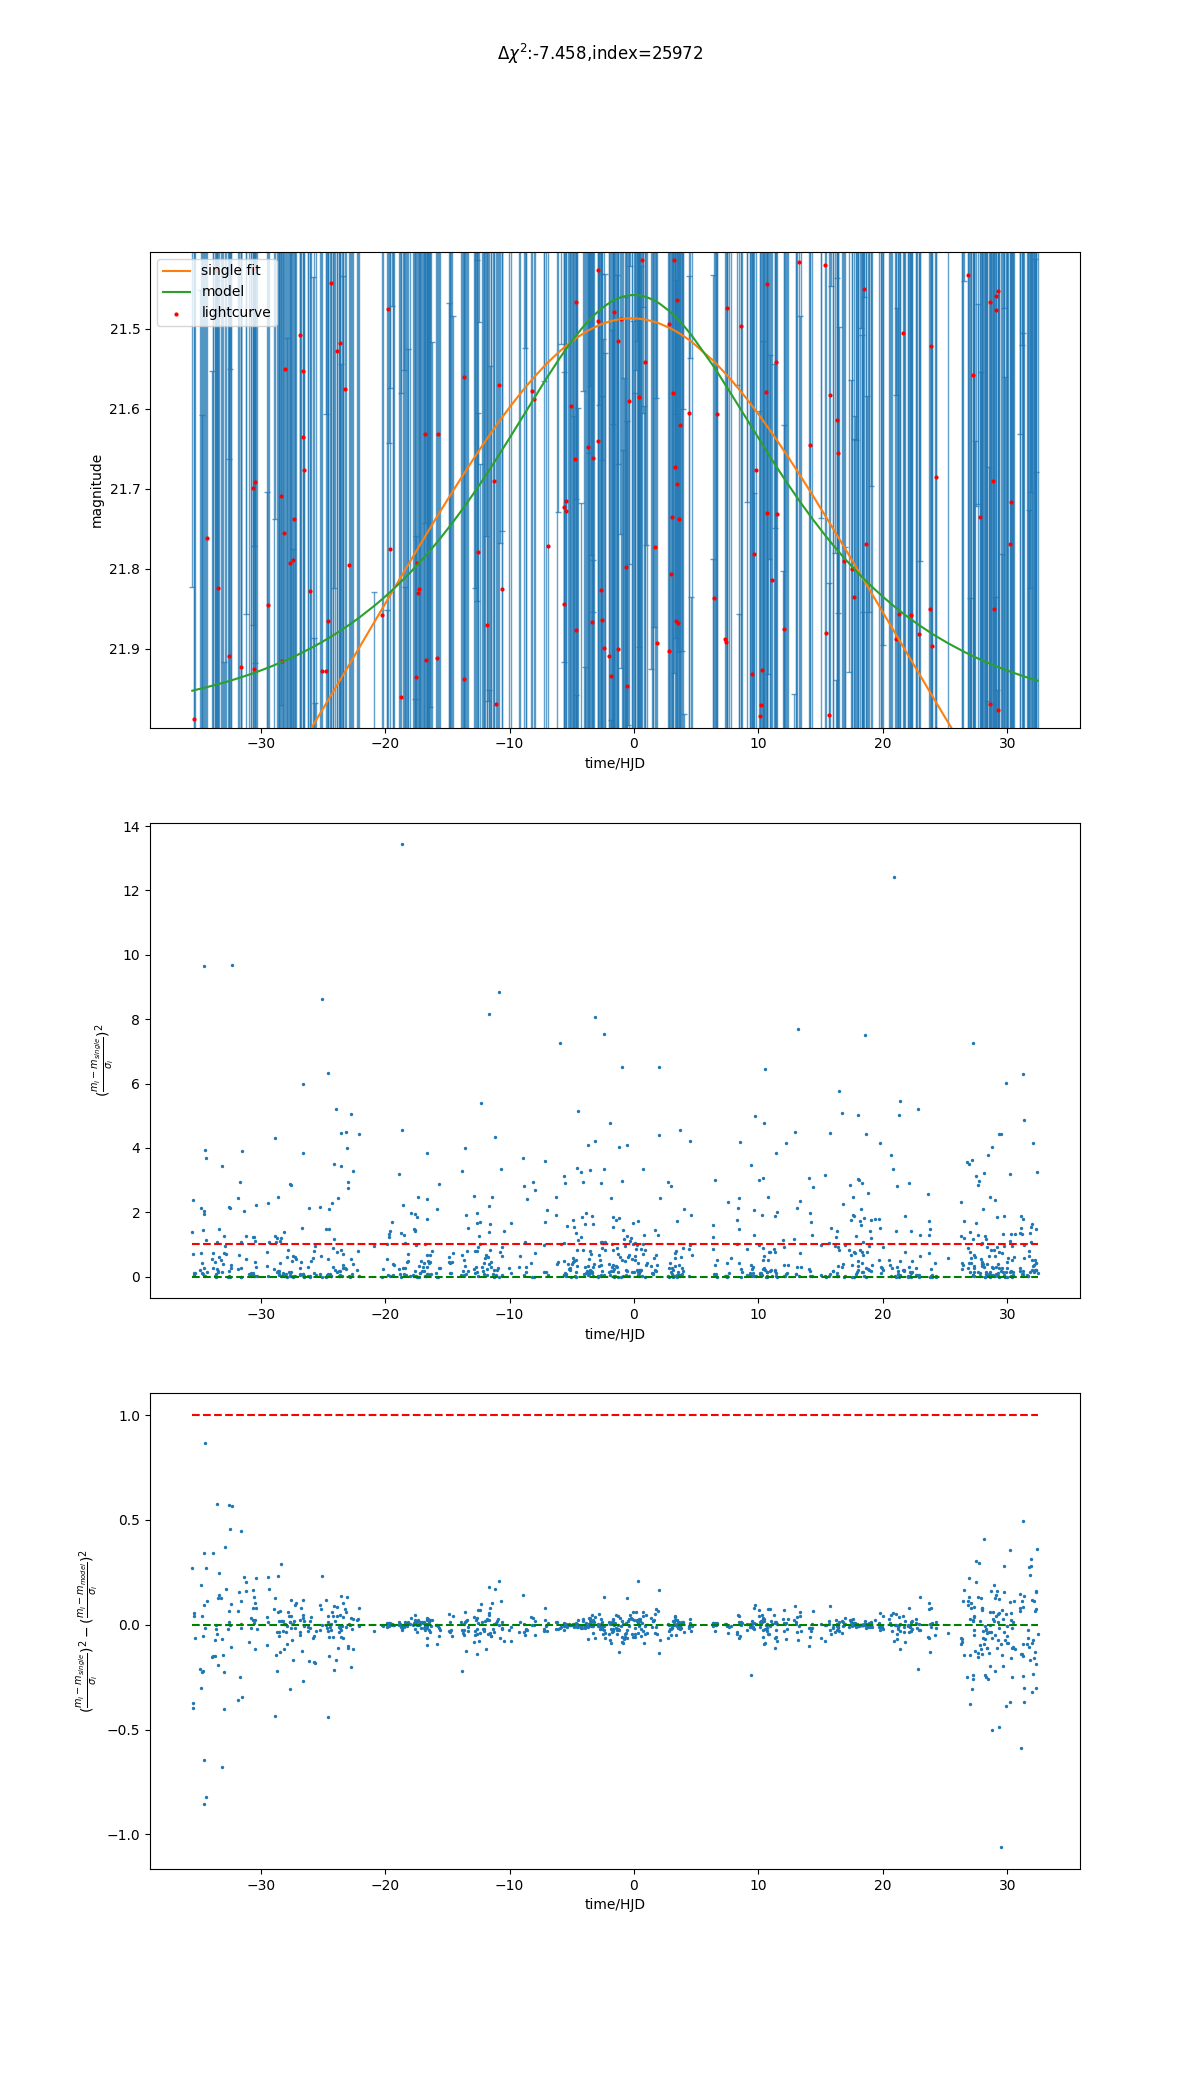 Δχ²:-7.458,index=25972
single fit
model
lightcurve
21.5
21.6
21.7
21.8
21.9
magnitude
−30 −20 −10 0 10 20 30
time/HJD
14
12
10
8
6
4
2
0
(m_i − m_single / σ_i)²
−30 −20 −10 0 10 20 30
time/HJD
1.0
0.5
0.0
−0.5
−1.0
(m_i − m_single / σ_i)² − (m_i − m_model / σ_i)²
−30 −20 −10 0 10 20 30
time/HJD